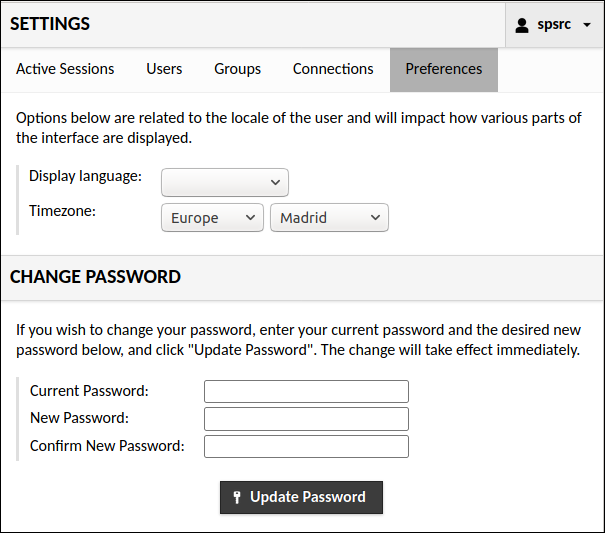 SETTINGS
spsrc
Active Sessions Users Groups Connections Preferences
Options below are related to the locale of the user and will impact how various parts of
the interface are displayed.
Display language:
Timezone: Europe Madrid
CHANGE PASSWORD
If you wish to change your password, enter your current password and the desired new
password below, and click "Update Password". The change will take effect immediately.
Current Password:
New Password:
Confirm New Password:
Update Password